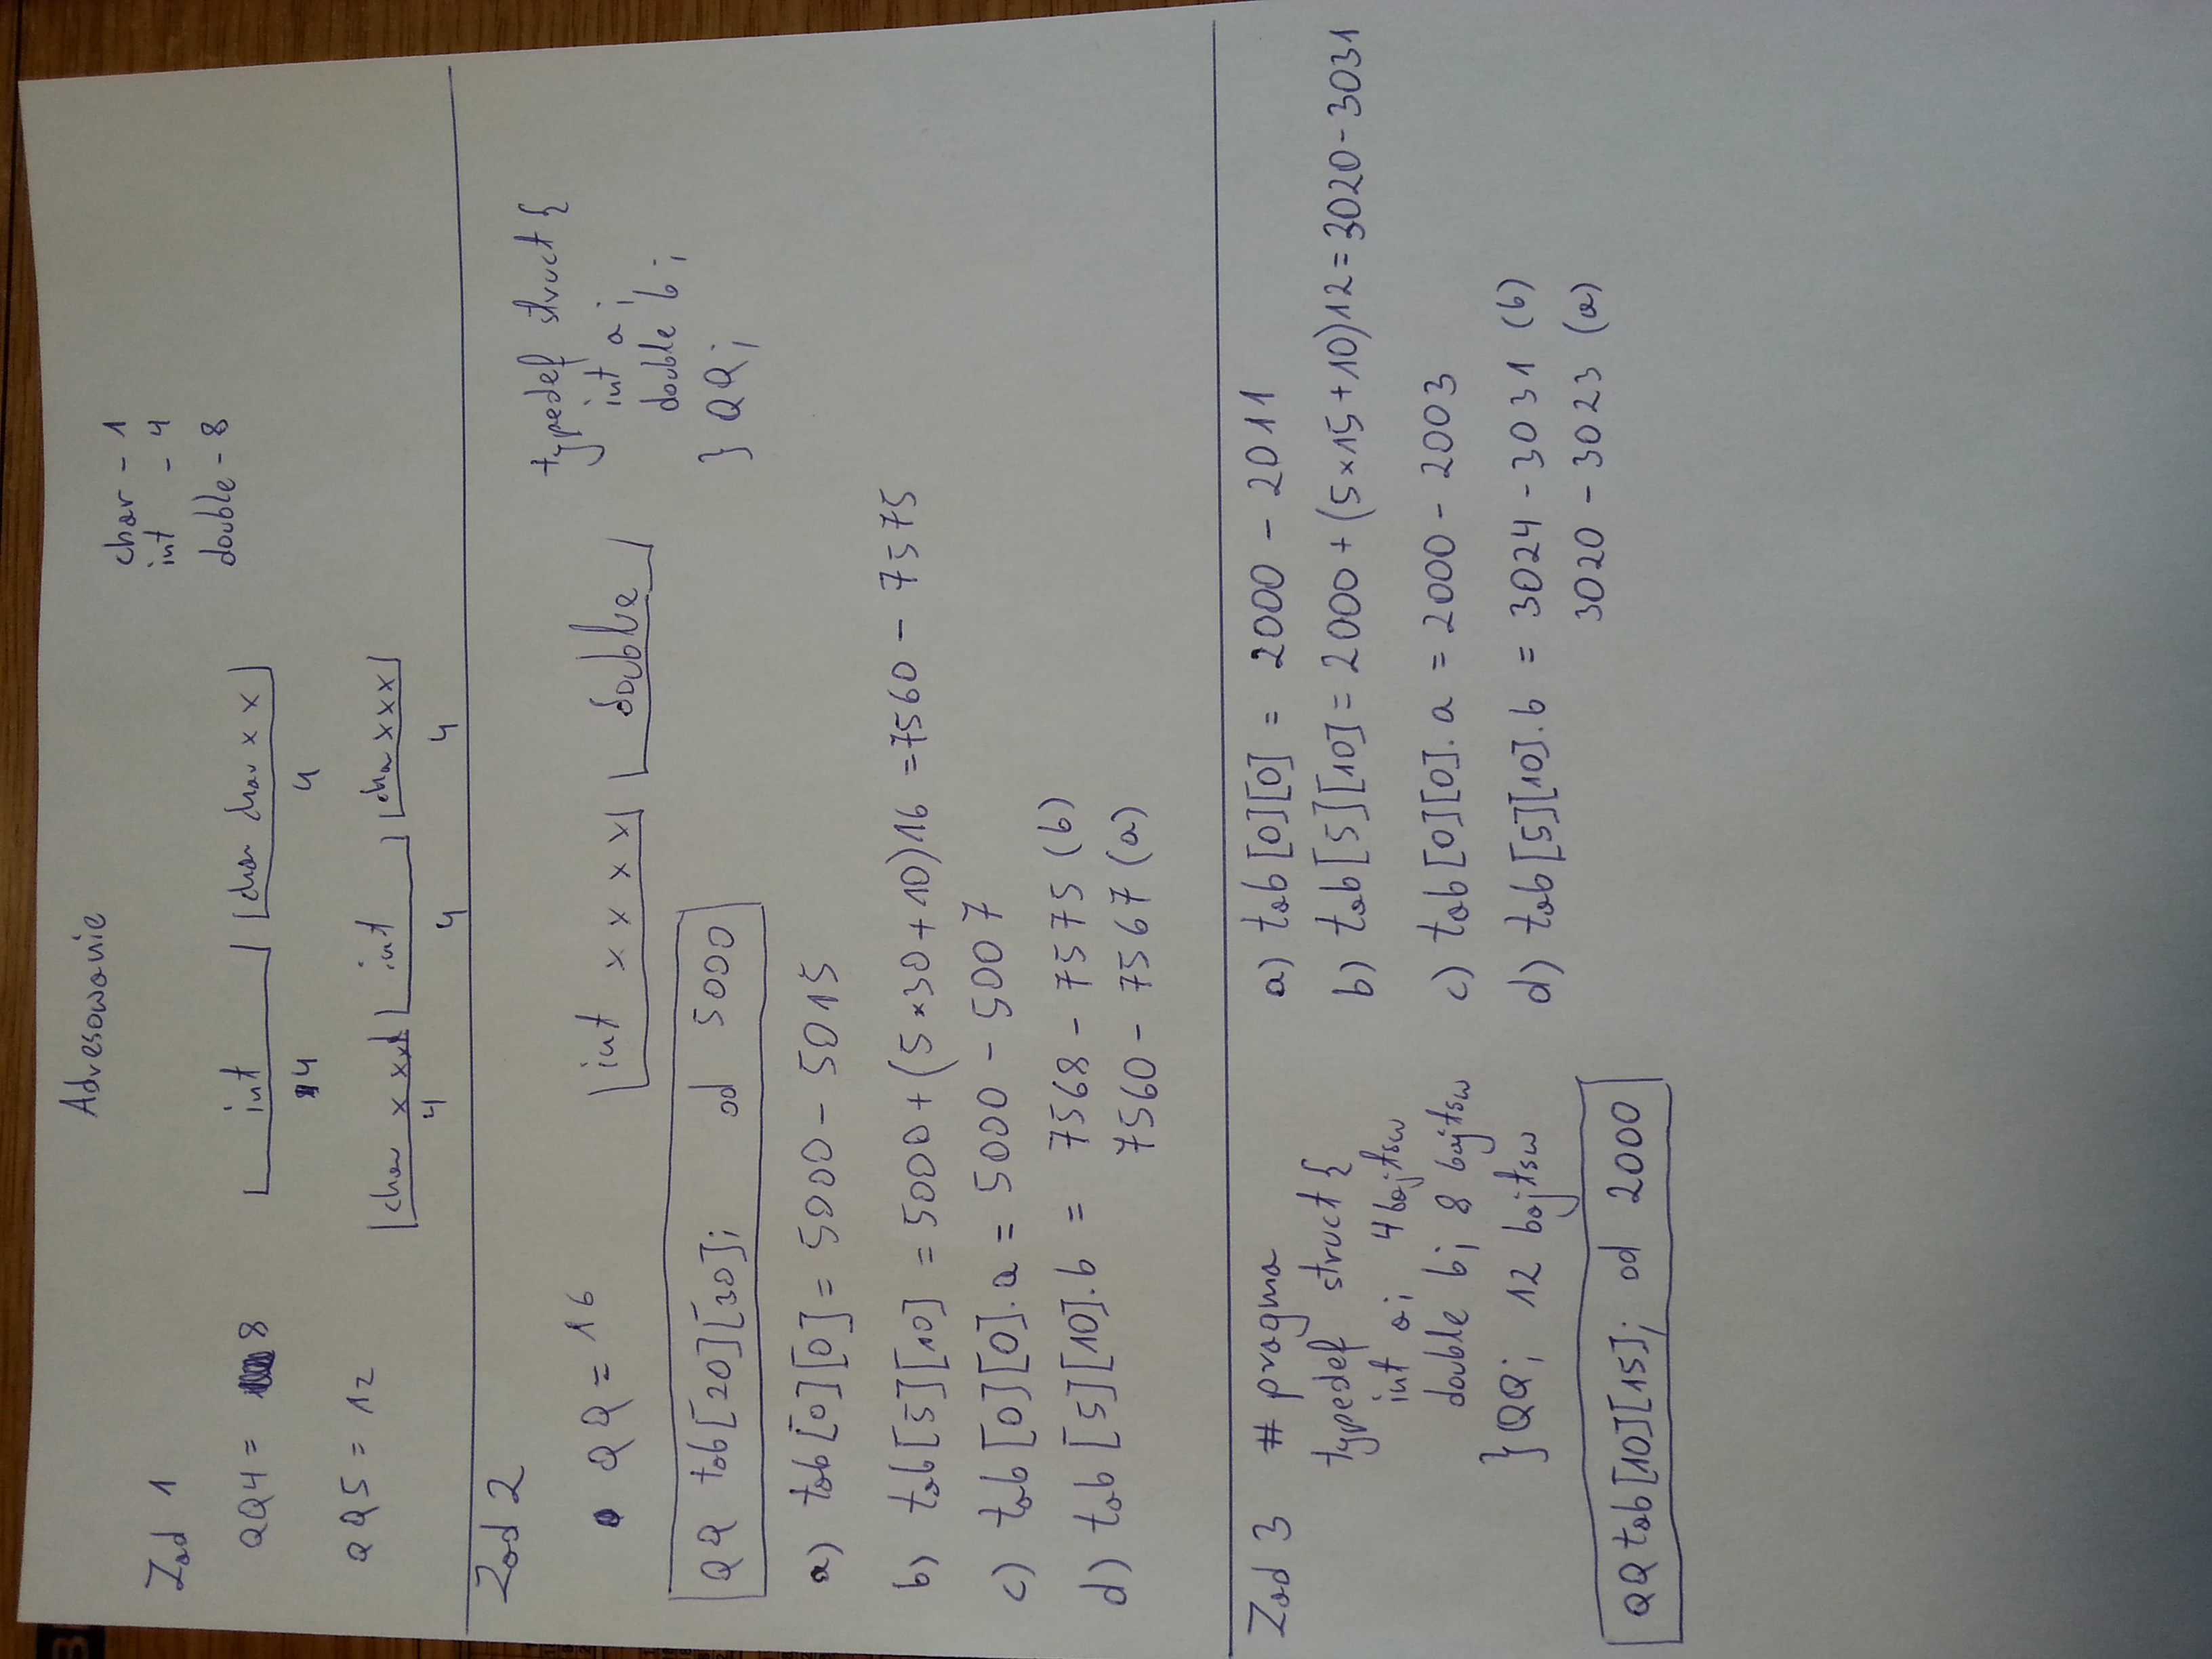 Adresowanie
char - 1
int - 4
double - 8
Zad 1
QQ4 = 8
int
char char x x
4
4
QQ5 = 12
char x x x
int
cha x x x
4
4
4
Zad 2
QQ = 16
int x x x x
double
typedef struct {
int a;
double b;
} QQ;
QQ tab[20][30]; od 5000
a) tab[0][0] = 5000 - 5015
b) tab[5][10] = 5000 + (5×30+10)16 = 7560 - 7575
c) tab[0][0].a = 5000 - 5007
d) tab[5][10].b = 7568 - 7575 (b)
7560 - 7567 (a)
Zad 3 # pragma
typedef struct {
int a; 4 bajtów
double b; 8 bajtów
} QQ; 12 bajtów
QQ tab[10][15]; od 2000
a) tab[0][0] = 2000 - 2011
b) tab[5][10] = 2000 + (5×15+10)12 = 3020 - 3031
c) tab[0][0].a = 2000 - 2003
d) tab[5][10].b = 3024 - 3031 (b)
3020 - 3023 (a)